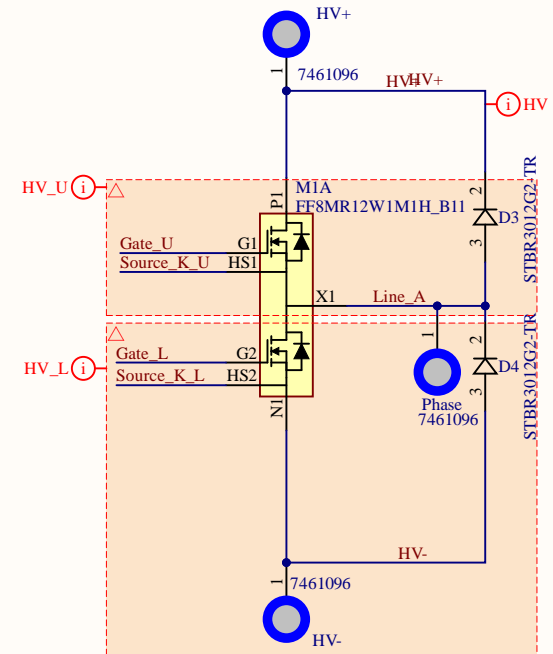 HV+
1
7461096
HV+
HV+
i
HV
HV_U
i
P1
M1A
FF8MR12W1M1H_B11
2
D3
3
STBR3012G2-TR
Gate_U
G1
Source_K_U
HS1
X1
Line_A
1
2
D4
3
STBR3012G2-TR
HV_L
i
Gate_L
G2
Source_K_L
HS2
N1
Phase
7461096
HV-
1
7461096
HV-